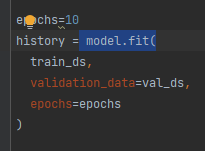 epochs=10
history = model.fit(
  train_ds,
  validation_data=val_ds,
  epochs=epochs
)